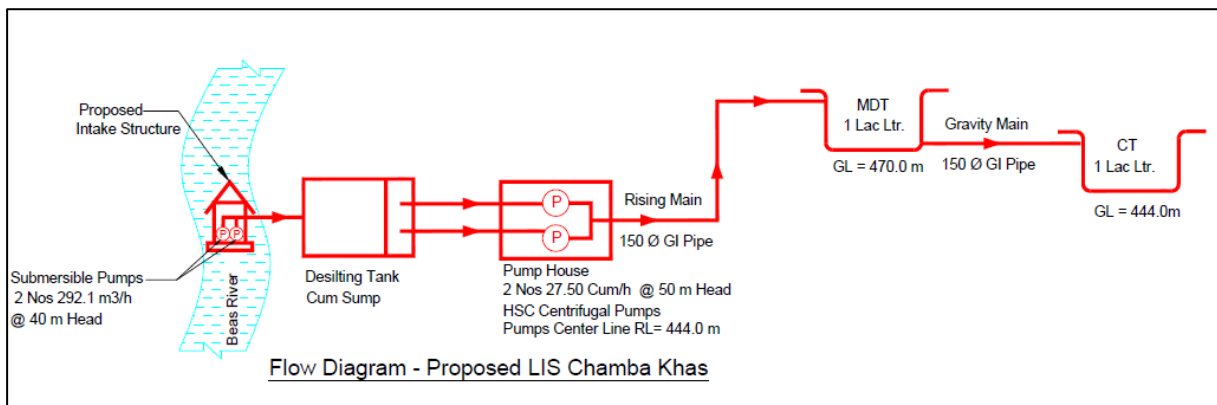 Proposed
Intake Structure
P P
Submersible Pumps
2 Nos 292.1 m3/h
@ 40 m Head
Beas River
Desilting Tank
Cum Sump
P
P
Pump House
2 Nos 27.50 Cum/h @ 50 m Head
HSC Centrifugal Pumps
Pumps Center Line RL= 444.0 m
Rising Main
150 Ø GI Pipe
MDT
1 Lac Ltr.
GL = 470.0 m
Gravity Main
150 Ø GI Pipe
CT
1 Lac Ltr.
GL = 444.0m
Flow Diagram - Proposed LIS Chamba Khas